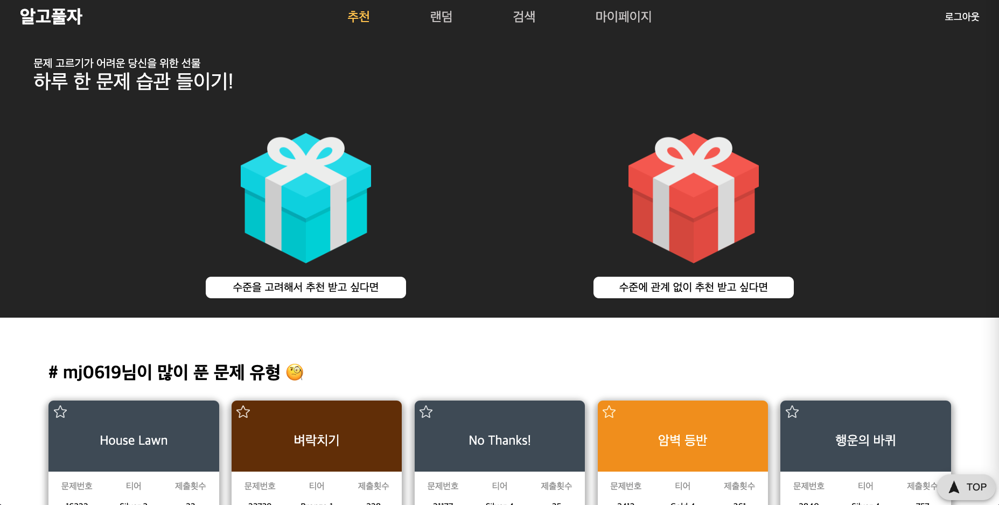 알고풀자
추천 랜덤 검색 마이페이지 로그아웃
문제 고르기가 어려운 당신을 위한 선물
하루 한 문제 습관 들이기!
수준을 고려해서 추천 받고 싶다면 수준에 관계 없이 추천 받고 싶다면
# mj0619님이 많이 푼 문제 유형
House Lawn 벼락치기 No Thanks! 암벽 등반 행운의 바퀴
문제번호 티어 제출횟수 문제번호 티어 제출횟수 문제번호 티어 제출횟수 문제번호 티어 제출횟수 문제번호 티어 제출횟수
TOP